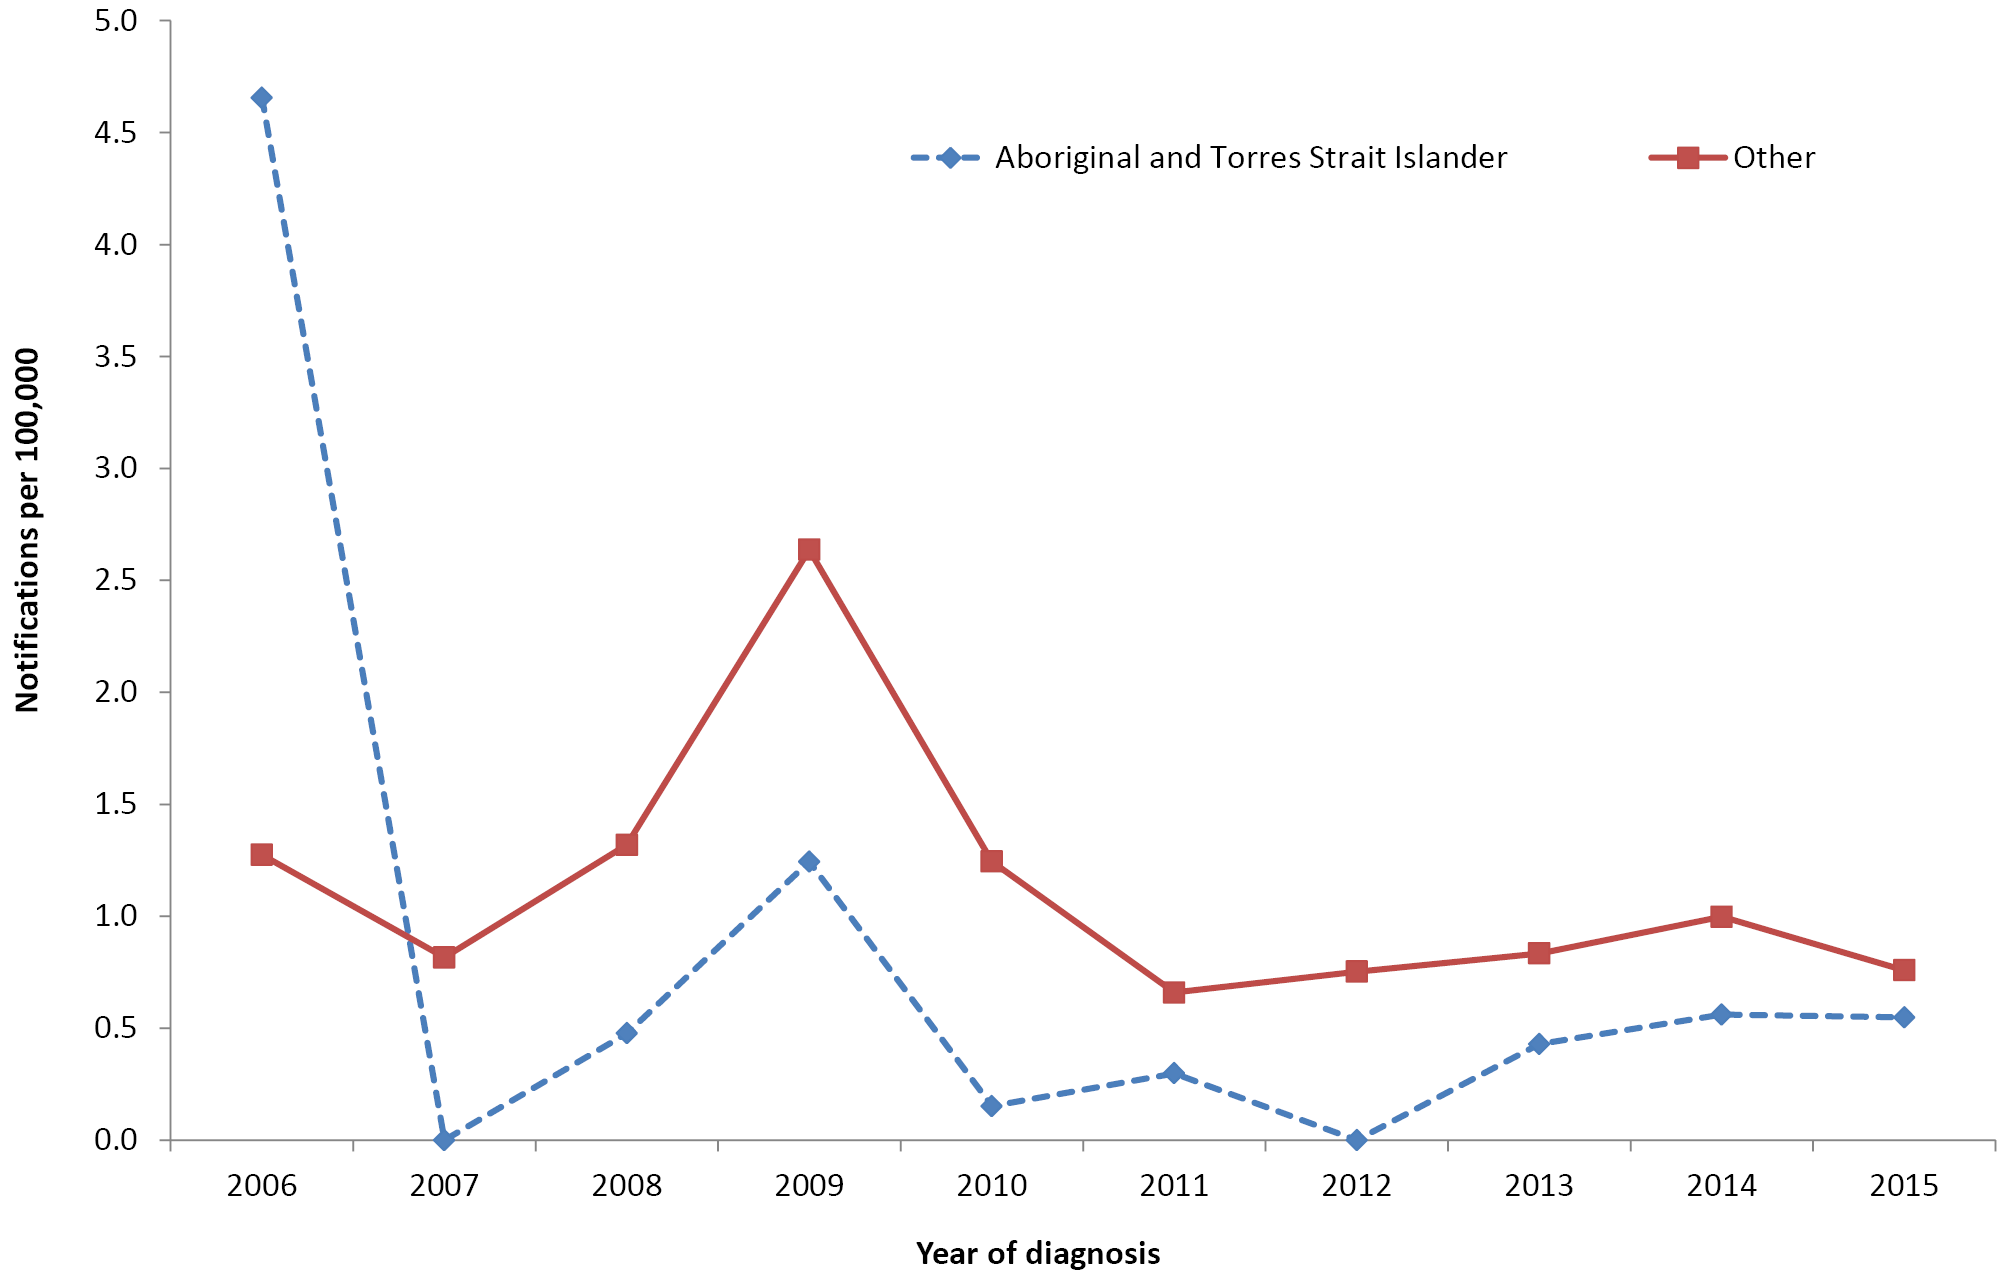 5.0
4.5
Aboriginal and Torres Strait Islander
Other
4.0
3.5
3.0
2.5
2.0
1.5
1.0
0.5
0.0
Notifications per 100,000
2006 2007 2008 2009 2010 2011 2012 2013 2014 2015
Year of diagnosis